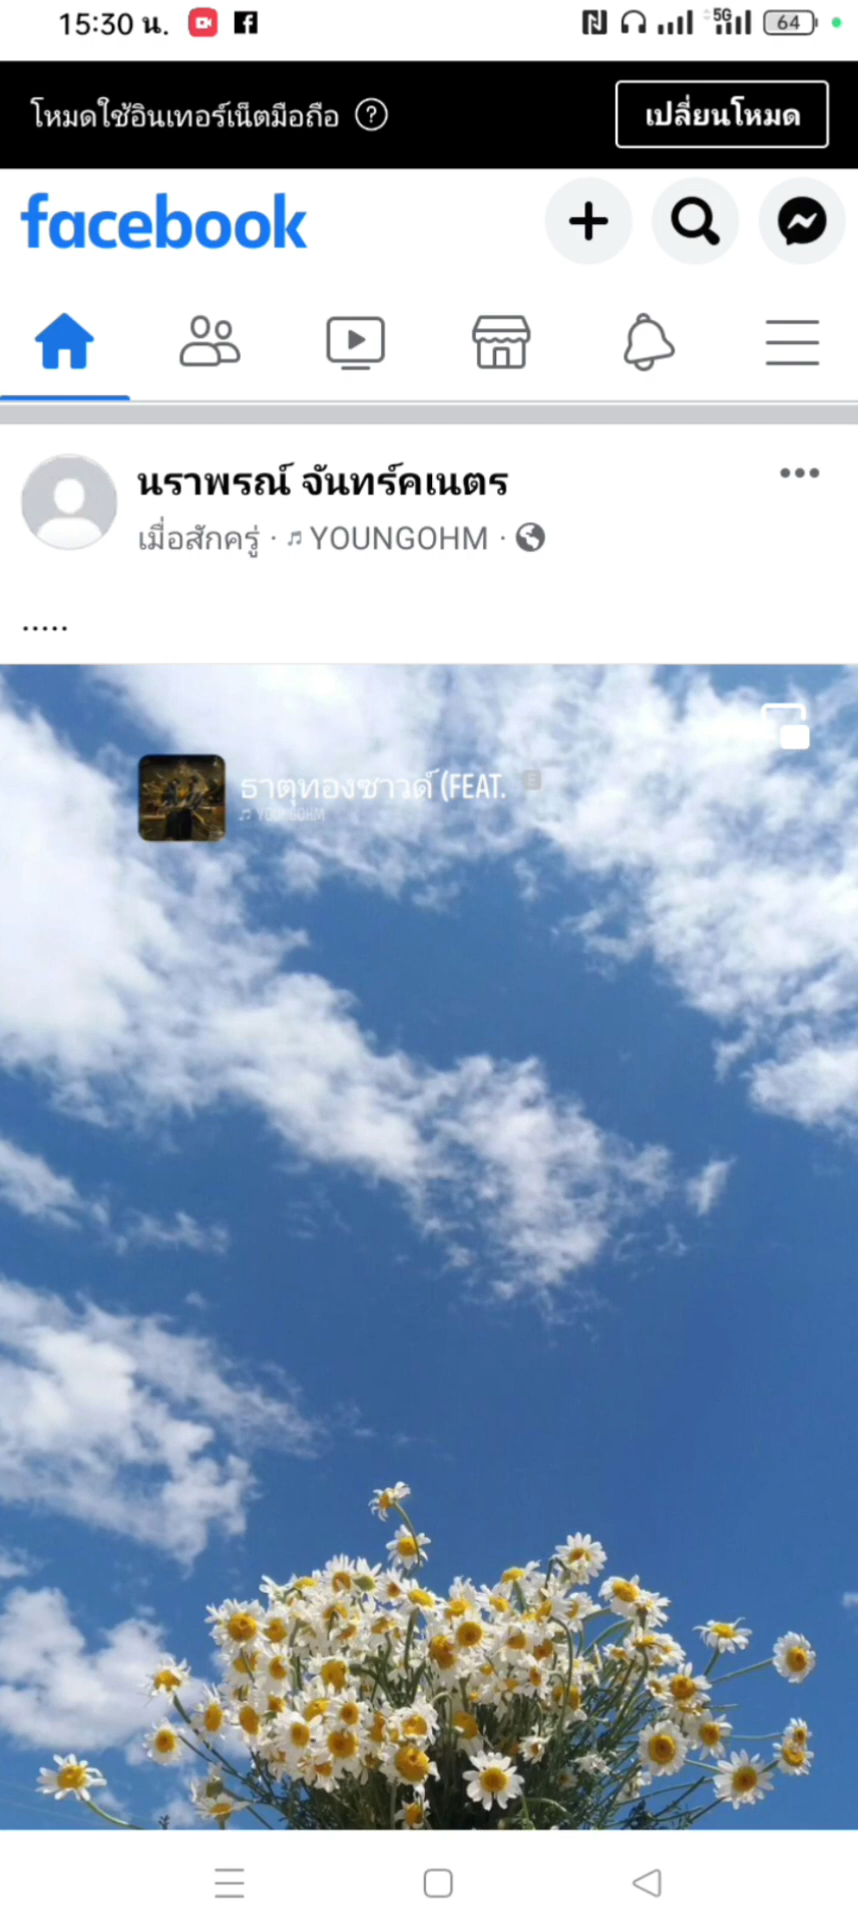 15:30 น.
5G
64
โหมดใช้อินเทอร์เน็ตมือถือ ?
เปลี่ยนโหมด
facebook
นราพรณ์ จันทร์คเนตร
เมื่อสักครู่ · ♬ YOUNGOHM ·
.....
ธาตุทองซาวด์ (FEAT. E
♬ YOUNGOHM